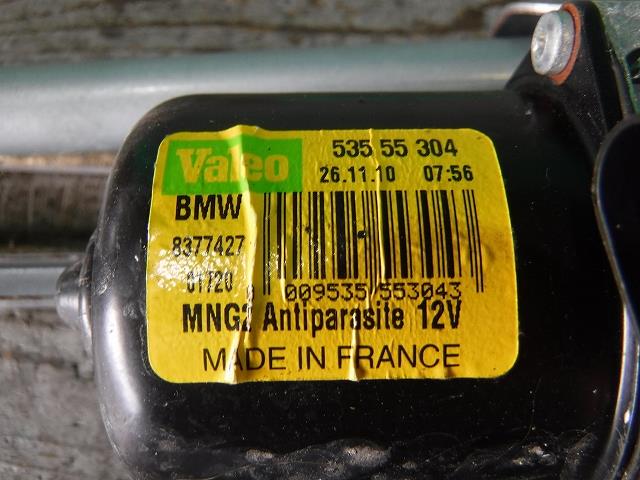 Valeo 535 55 304
26.11.10 07:56
BMW
8377427
01720
0 009535 553043
MNG2 Antiparasite 12V
MADE IN FRANCE